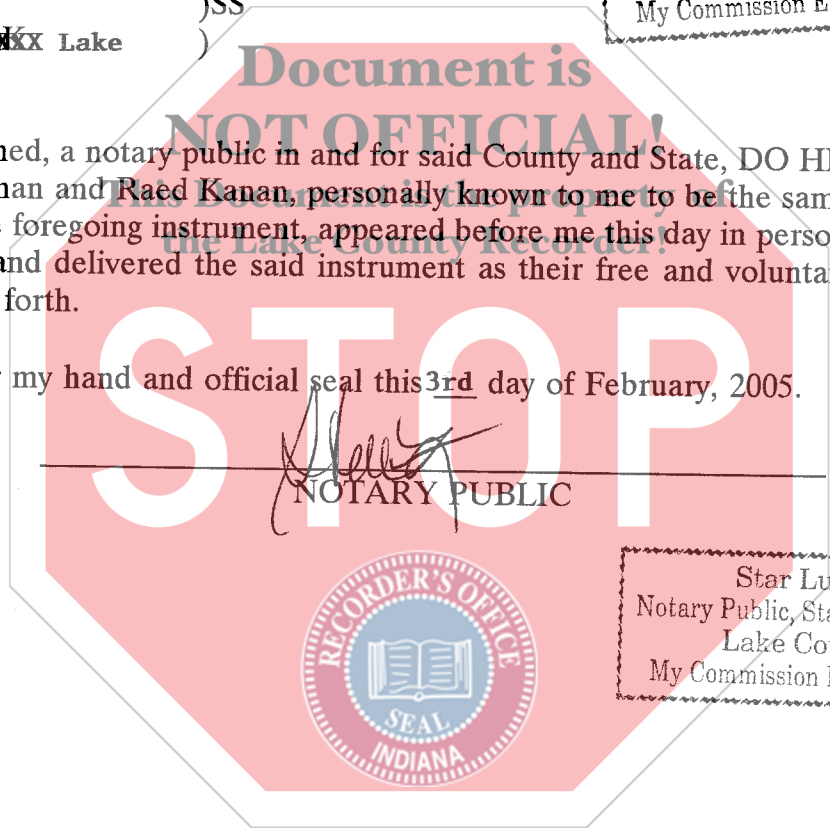 )SS
My Commission E
XXX Lake )
Document is
NOT OFFICIAL!
ned, a notary public in and for said County and State, DO HE
nan and Raed Kanan, personally known to me to be the sam
This Document is the property of
foregoing instrument, appeared before me this day in perso
the Lake County Recorder!
and delivered the said instrument as their free and volunta
forth.
STOP
my hand and official seal this 3rd day of February, 2005.
NOTARY PUBLIC
RECORDER'S OFFICE
SEAL
INDIANA
Star Lu
Notary Public, Sta
Lake Cou
My Commission E